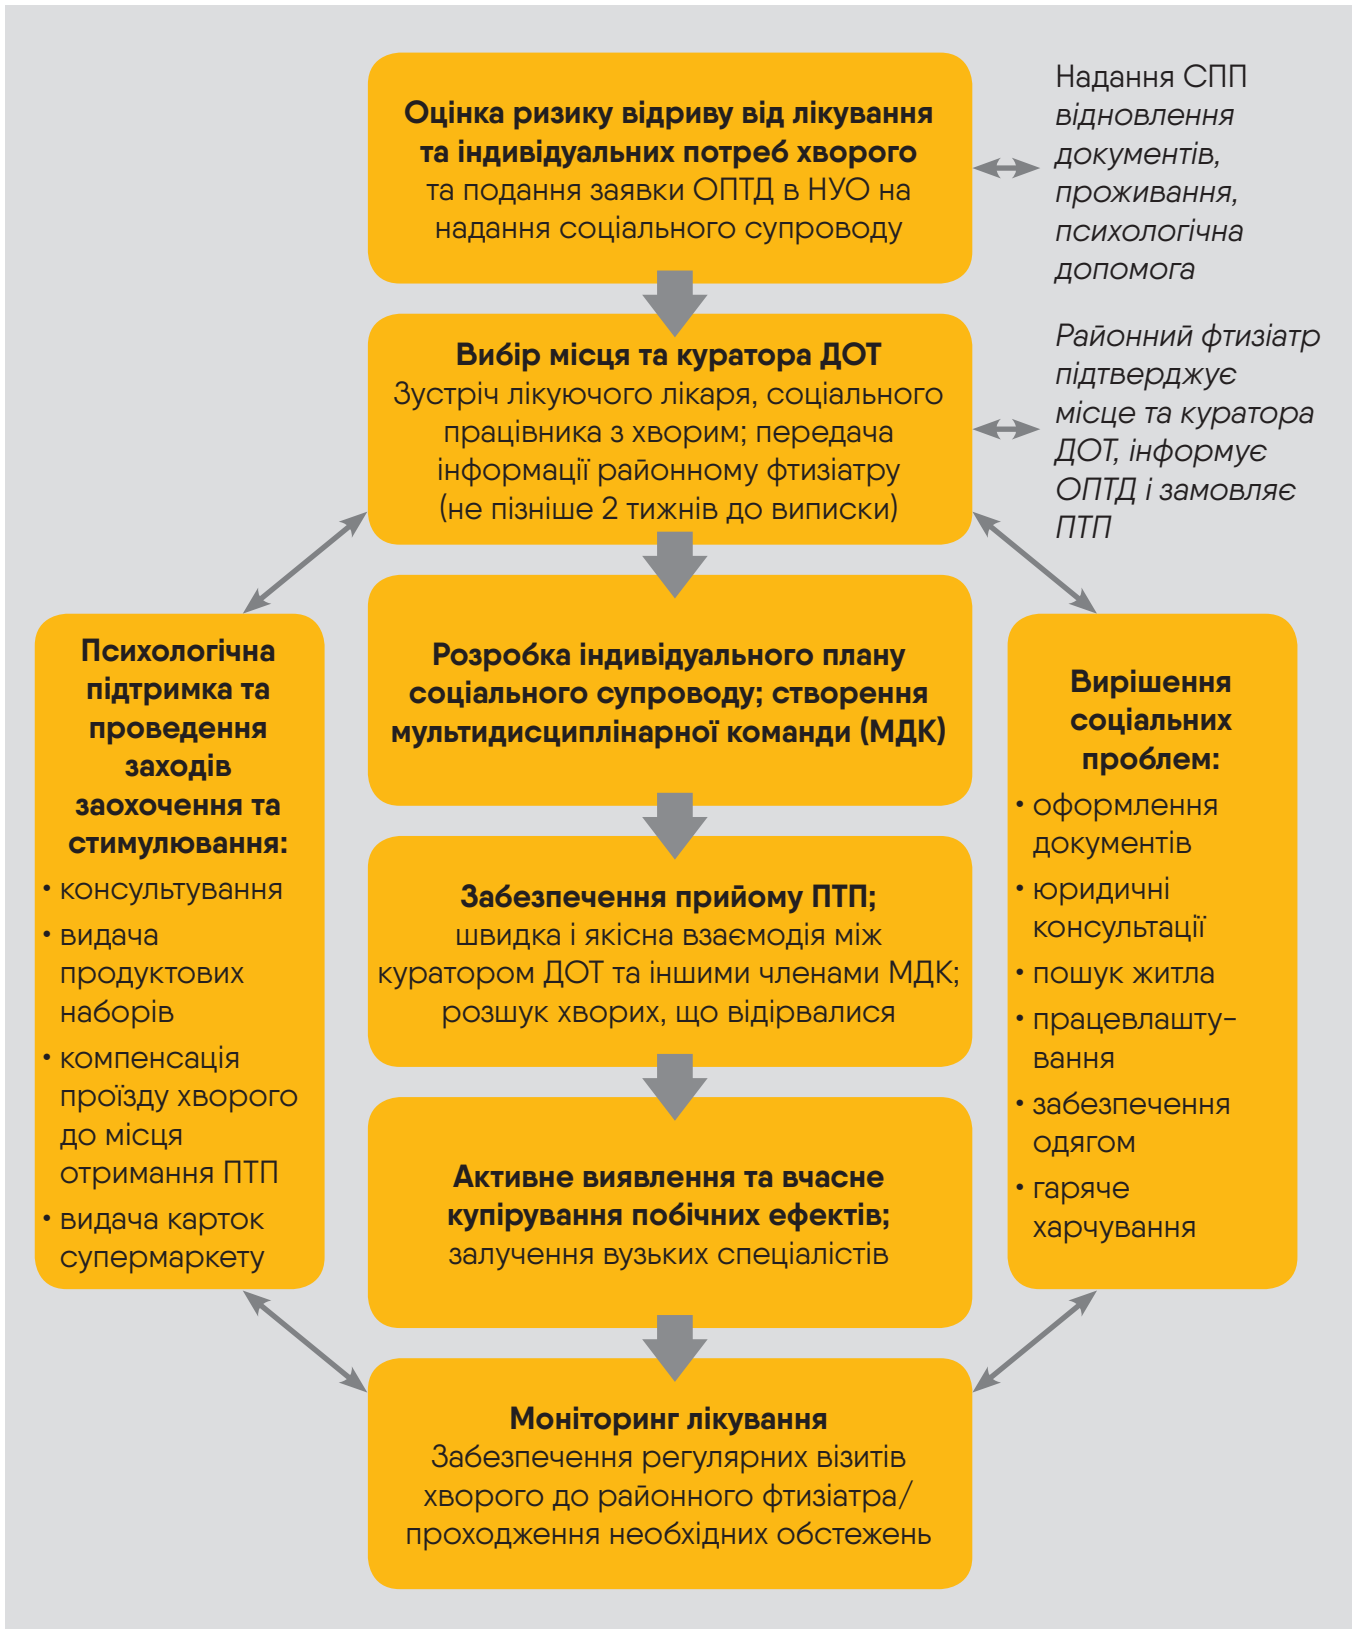 Оцінка ризику відриву від лікування
та індивідуальних потреб хворого
та подання заявки ОПТД в НУО на
надання соціального супроводу
Надання СПП
відновлення
документів,
проживання,
психологічна
допомога
Вибір місця та куратора ДОТ
Зустріч лікуючого лікаря, соціального
працівника з хворим; передача
інформації районному фтизіатру
(не пізніше 2 тижнів до виписки)
Районний фтизіатр
підтверджує
місце та куратора
ДОТ, інформує
ОПТД і замовляє
ПТП
Психологічна
підтримка та
проведення
заходів
заохочення та
стимулювання:
• консультування
• видача
продуктових
наборів
• компенсація
проїзду хворого
до місця
отримання ПТП
• видача карток
супермаркету
Розробка індивідуального плану
соціального супроводу; створення
мультидисциплінарної команди (МДК)
Забезпечення прийому ПТП;
швидка і якісна взаємодія між
куратором ДОТ та іншими членами МДК;
розшук хворих, що відірвалися
Активне виявлення та вчасне
купірування побічних ефектів;
залучення вузьких спеціалістів
Моніторинг лікування
Забезпечення регулярних візитів
хворого до районного фтизіатра/
проходження необхідних обстежень
Вирішення
соціальних
проблем:
• оформлення
документів
• юридичні
консультації
• пошук житла
• працевлашту-
вання
• забезпечення
одягом
• гаряче
харчування